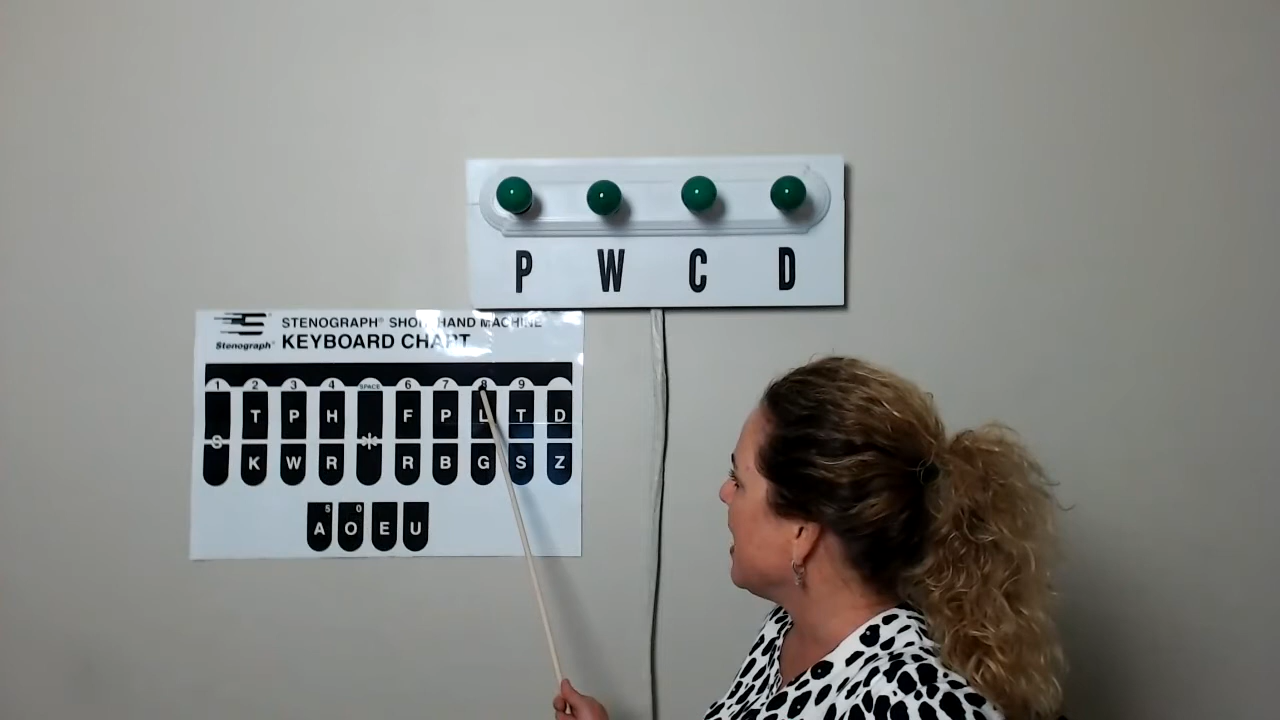 P W C D
STENOGRAPH® SHORTHAND MACHINE
Stenograph® KEYBOARD CHART
1 2 3 4 SPACE 6 7 8 9
S T P H * F P L T D
K W R R B G S Z
5 0
A O E U